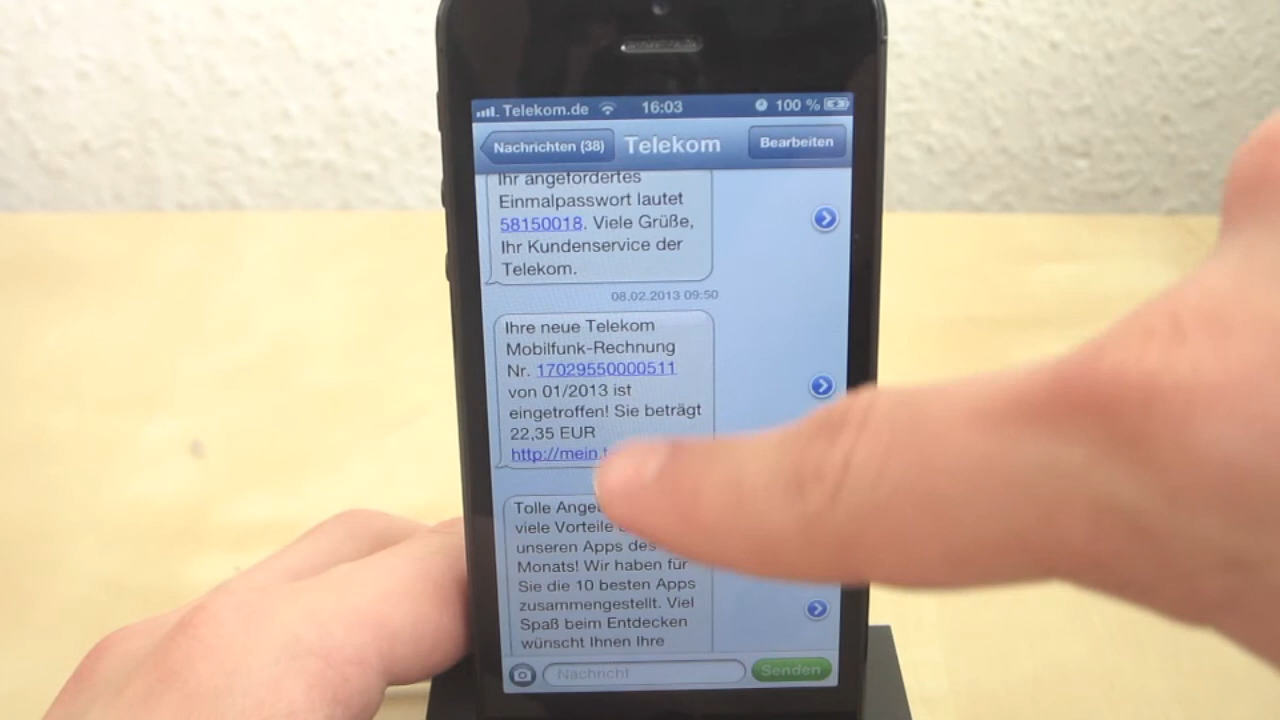 Telekom.de 16:03 100 %
Nachrichten (38) Telekom Bearbeiten
Ihr angefordertes
Einmalpasswort lautet
58150018. Viele Grüße,
Ihr Kundenservice der
Telekom.
08.02.2013 09:50
Ihre neue Telekom
Mobilfunk-Rechnung
Nr. 17029550000511
von 01/2013 ist
eingetroffen! Sie beträgt
22,35 EUR
http://mein.t
Tolle Ange
viele Vorteile
unseren Apps des
Monats! Wir haben für
Sie die 10 besten Apps
zusammengestellt. Viel
Spaß beim Entdecken
wünscht Ihnen Ihre
Nachricht Senden